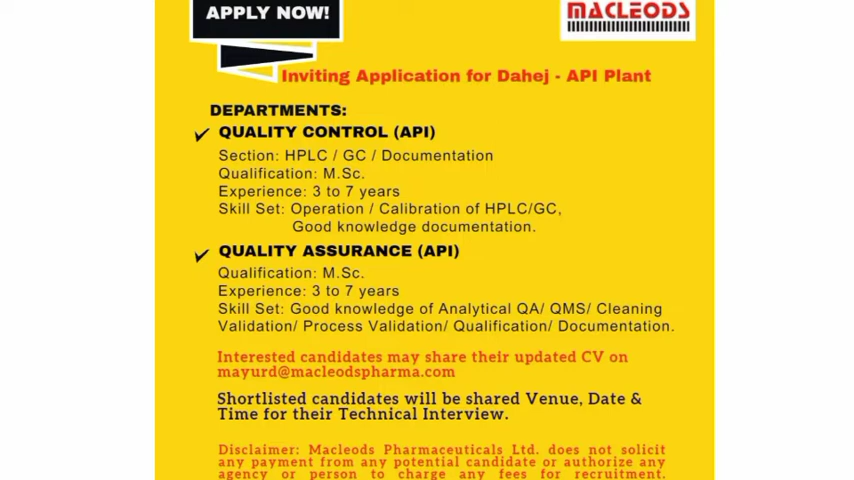 APPLY NOW!
MACLEODS
Inviting Application for Dahej - API Plant
DEPARTMENTS:
QUALITY CONTROL (API)
Section: HPLC / GC / Documentation
Qualification: M.Sc.
Experience: 3 to 7 years
Skill Set: Operation / Calibration of HPLC/GC,
Good knowledge documentation.
QUALITY ASSURANCE (API)
Qualification: M.Sc.
Experience: 3 to 7 years
Skill Set: Good knowledge of Analytical QA/ QMS/ Cleaning
Validation/ Process Validation/ Qualification/ Documentation.
Interested candidates may share their updated CV on
mayurd@macleodspharma.com
Shortlisted candidates will be shared Venue, Date &
Time for their Technical Interview.
Disclaimer: Macleods Pharmaceuticals Ltd. does not solicit
any payment from any potential candidate or authorize any
agency or person to charge any fees for recruitment.